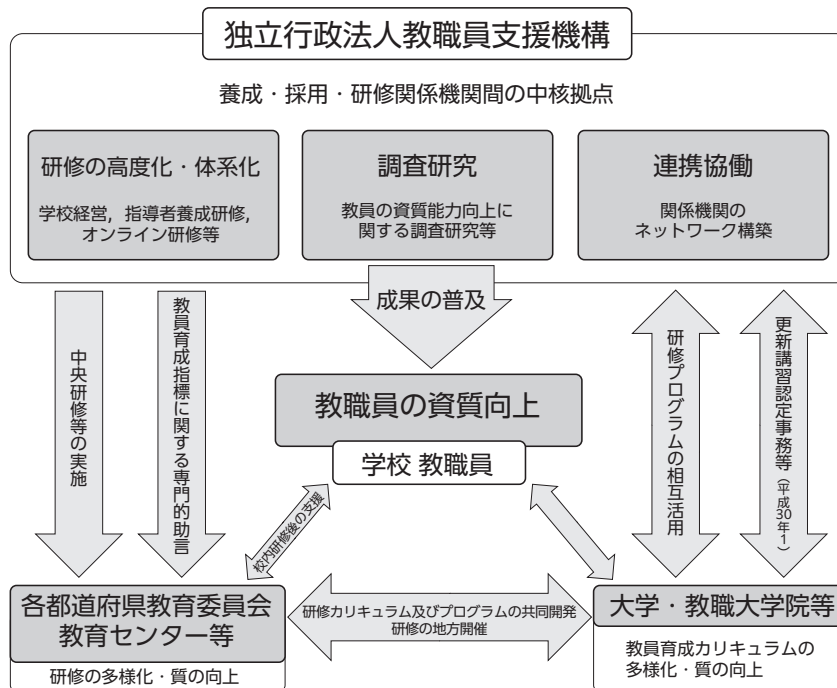 独立行政法人教職員支援機構
養成・採用・研修関係機関間の中核拠点
研修の高度化・体系化
学校経営，指導者養成研修，
オンライン研修等
調査研究
教員の資質能力向上に
関する調査研究等
連携協働
関係機関の
ネットワーク構築
成果の普及
中央研修等の実施
教員育成指標に関する専門的助言
研修プログラムの相互活用
更新講習認定事務等（平成30年1）
教職員の資質向上
学校 教職員
校内研修後の支援
各都道府県教育委員会
教育センター等
研修の多様化・質の向上
研修カリキュラム及びプログラムの共同開発
研修の地方開催
大学・教職大学院等
教員育成カリキュラムの
多様化・質の向上